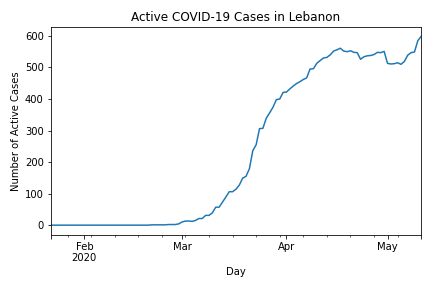 Active COVID-19 Cases in Lebanon
Number of Active Cases
600
500
400
300
200
100
0
Feb
2020
Mar
Apr
May
Day